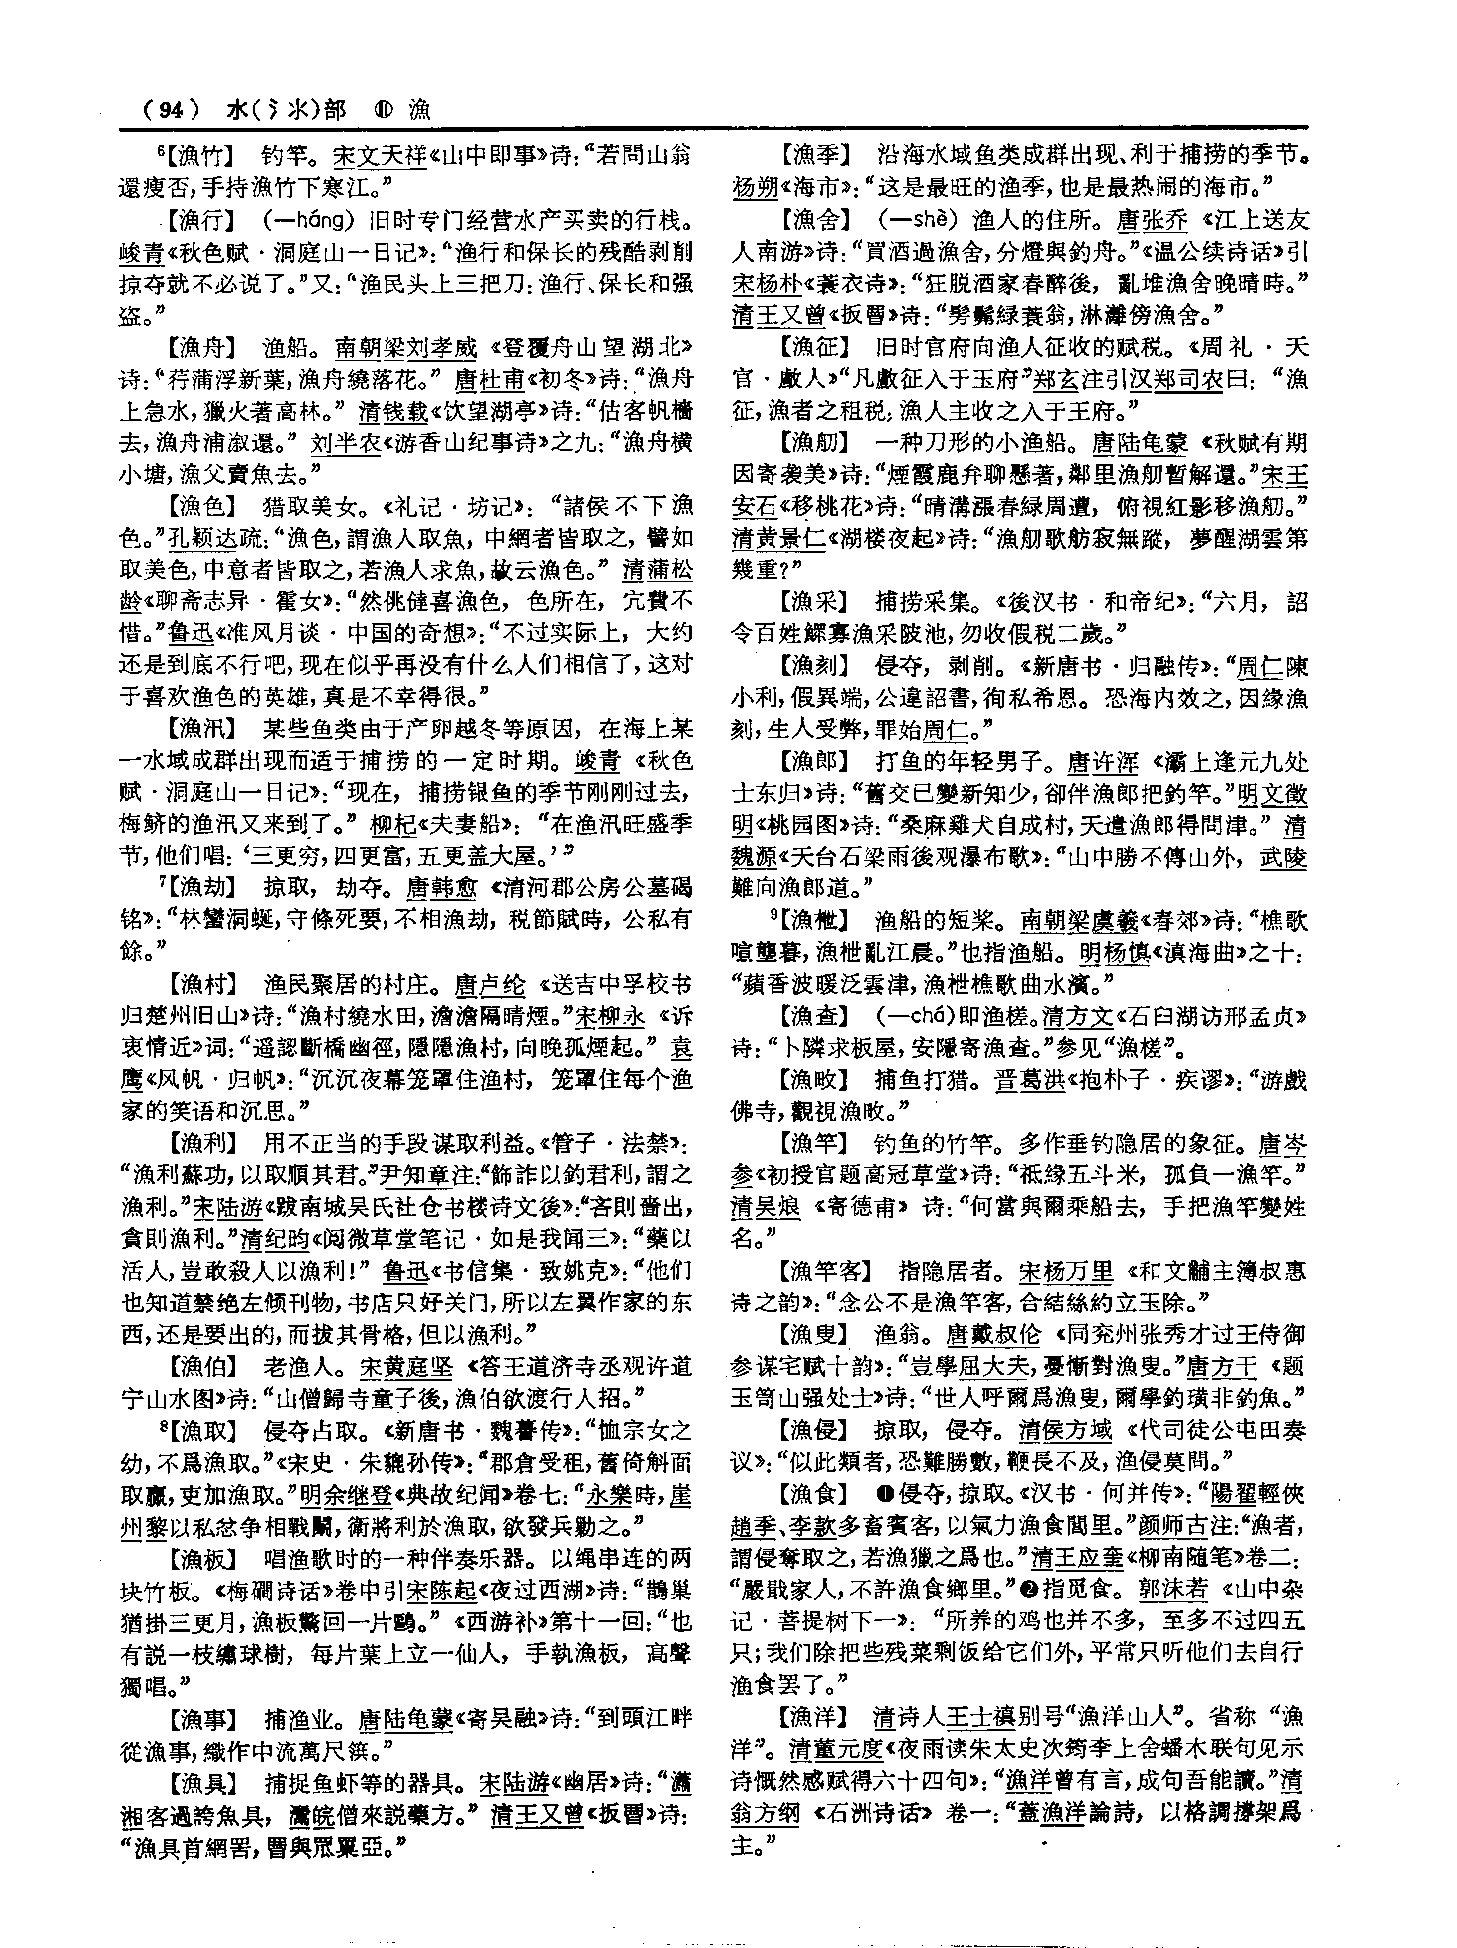 （94） 水(氵氺)部 ⑪ 漁
⁶【漁竹】 钓竿。宋文天祥《山中即事》诗：“若問山翁
還瘦否，手持漁竹下寒江。”
【漁行】（—háng）旧时专门经营水产买卖的行栈。
峻青《秋色赋·洞庭山一日记》：“渔行和保长的残酷剥削
掠夺就不必说了。”又：“渔民头上三把刀：渔行、保长和强
盗。”
【漁舟】 渔船。南朝梁刘孝威《登覆舟山望湖北》
诗：“荇蒲浮新葉，漁舟繞落花。”唐杜甫《初冬》诗：“漁舟
上急水，獵火著高林。”清钱载《饮望湖亭》诗：“估客帆檣
去，漁舟浦溆還。”刘半农《游香山纪事诗》之九：“漁舟橫
小塘，漁父賣魚去。”
【漁色】 猎取美女。《礼记·坊记》：“諸侯不下漁
色。”孔颖达疏：“漁色，謂漁人取魚，中網者皆取之，譬如
取美色，中意者皆取之，若漁人求魚，故云漁色。”清蒲松
龄《聊斋志异·霍女》：“然佻㒓喜漁色，色所在，宂費不
惜。”鲁迅《准风月谈·中国的奇想》：“不过实际上，大约
还是到底不行吧，现在似乎再没有什么人们相信了，这对
于喜欢渔色的英雄，真是不幸得很。”
【漁汛】 某些鱼类由于产卵越冬等原因，在海上某
一水域成群出现而适于捕捞的一定时期。峻青《秋色
赋·洞庭山一日记》：“现在，捕捞银鱼的季节刚刚过去，
梅鲚的渔汛又来到了。”柳杞《夫妻船》：“在渔汛旺盛季
节，他们唱：‘三更穷，四更富，五更盖大屋。’”
⁷【漁劫】 掠取，劫夺。唐韩愈《清河郡公房公墓碣
铭》：“林蠻洞蜒，守條死要，不相漁劫，税節賦時，公私有
餘。”
【漁村】 渔民聚居的村庄。唐卢纶《送吉中孚校书
归楚州旧山》诗：“漁村繞水田，澹澹隔晴煙。”宋柳永《诉
衷情近》词：“遥認斷橋幽徑，隱隱漁村，向晚孤煙起。”袁
鹰《风帆·归帆》：“沉沉夜幕笼罩住渔村，笼罩住每个渔
家的笑语和沉思。”
【漁利】 用不正当的手段谋取利益。《管子·法禁》：
“漁利蘇功，以取順其君。”尹知章注：“飾詐以釣君利，謂之
漁利。”宋陆游《跋南城吴氏社仓书楼诗文後》：“吝則嗇出，
貪則漁利。”清纪昀《阅微草堂笔记·如是我闻三》：“藥以
活人，豈敢殺人以漁利！”鲁迅《书信集·致姚克》：“他们
也知道禁绝左倾刊物，书店只好关门，所以左翼作家的东
西，还是要出的，而拔其骨格，但以漁利。”
【漁伯】 老渔人。宋黄庭坚《答王道济寺丞观许道
宁山水图》诗：“山僧歸寺童子後，漁伯欲渡行人招。”
⁸【漁取】 侵夺占取。《新唐书·魏謩传》：“恤宗女之
幼，不爲漁取。”《宋史·朱貔孙传》：“郡倉受租，舊倚斛面
取贏，吏加漁取。”明余继登《典故纪闻》卷七：“永樂時，崖
州黎以私忿争相戰鬭，衛將利於漁取，欲發兵勦之。”
【漁板】 唱渔歌时的一种伴奏乐器。以绳串连的两
块竹板。《梅磵诗话》卷中引宋陈起《夜过西湖》诗：“鵲巢
猶掛三更月，漁板驚回一片鷗。”《西游补》第十一回：“也
有説一枝繡球樹，每片葉上立一仙人，手執漁板，高聲
獨唱。”
【漁事】 捕渔业。唐陆龟蒙《寄吴融》诗：“到頭江畔
從漁事，織作中流萬尺篊。”
【漁具】 捕捉鱼虾等的器具。宋陆游《幽居》诗：“瀟
湘客過誇魚具，灊皖僧來説藥方。”清王又曾《扳罾》诗：
“漁具首網罟，罾與罛罺亞。”
【漁季】 沿海水域鱼类成群出现、利于捕捞的季节。
杨朔《海市》：“这是最旺的渔季，也是最热闹的海市。”
【漁舍】（—shè）渔人的住所。唐张乔《江上送友
人南游》诗：“買酒過漁舍，分燈與釣舟。”《温公续诗话》引
宋杨朴《蓑衣诗》：“狂脱酒家春醉後，亂堆漁舍晚晴時。”
清王又曾《扳罾》诗：“髣髴緑蓑翁，淋灕傍漁舍。”
【漁征】 旧时官府向渔人征收的赋税。《周礼·天
官·䱷人》“凡䱷征入于玉府”郑玄注引汉郑司农曰：“漁
征，漁者之租税；漁人主收之入于王府。”
【漁舠】 一种刀形的小渔船。唐陆龟蒙《秋赋有期
因寄袭美》诗：“煙霞鹿弁聊懸著，鄰里漁舠暫解還。”宋王
安石《移桃花》诗：“晴溝漲春緑周遭，俯視紅影移漁舠。”
清黄景仁《湖楼夜起》诗：“漁舠歌舫寂無蹤，夢醒湖雲第
幾重？”
【漁采】 捕捞采集。《後汉书·和帝纪》：“六月，詔
令百姓鰥寡漁采陂池，勿收假税二歲。”
【漁刻】 侵夺，剥削。《新唐书·归融传》：“周仁陳
小利，假異端，公違詔書，徇私希恩。恐海内效之，因缘漁
刻，生人受弊，罪始周仁。”
【漁郎】 打鱼的年轻男子。唐许浑《灞上逢元九处
士东归》诗：“舊交已變新知少，卻伴漁郎把釣竿。”明文徵
明《桃园图》诗：“桑麻雞犬自成村，天遣漁郎得問津。”清
魏源《天台石梁雨後观瀑布歌》：“山中勝不傳山外，武陵
難向漁郎道。”
⁹【漁枻】 渔船的短桨。南朝梁虞羲《春郊》诗：“樵歌
喧壟暮，漁枻亂江晨。”也指渔船。明杨慎《滇海曲》之十：
“蘋香波暖泛雲津，漁枻樵歌曲水濱。”
【漁查】（—chá）即渔槎。清方文《石臼湖访邢孟贞》
诗：“卜隣求板屋，安隱寄漁查。”参见“漁槎”。
【漁畋】 捕鱼打猎。晋葛洪《抱朴子·疾谬》：“游戲
佛寺，觀視漁畋。”
【漁竿】 钓鱼的竹竿。多作垂钓隐居的象征。唐岑
参《初授官题高冠草堂》诗：“祗緣五斗米，孤負一漁竿。”
清吴烺《寄德甫》诗：“何當與爾乘船去，手把漁竿變姓
名。”
【漁竿客】 指隐居者。宋杨万里《和文黼主簿叔惠
诗之韵》：“念公不是漁竿客，合結絲約立玉除。”
【漁叟】 渔翁。唐戴叔伦《同兖州张秀才过王侍御
参谋宅赋十韵》：“豈學屈大夫，憂慚對漁叟。”唐方干《题
玉笥山强处士》诗：“世人呼爾爲漁叟，爾學釣璜非釣魚。”
【漁侵】 掠取，侵夺。清侯方域《代司徒公屯田奏
议》：“似此類者，恐難勝數，鞭長不及，渔侵莫問。”
【漁食】 ❶侵夺，掠取。《汉书·何并传》：“陽翟輕俠
趙季、李款多畜賓客，以氣力漁食閭里。”颜师古注：“漁者，
謂侵奪取之，若漁獵之爲也。”清王应奎《柳南随笔》卷二：
“嚴戢家人，不許漁食鄉里。”❷指觅食。郭沫若《山中杂
记·菩提树下一》：“所养的鸡也并不多，至多不过四五
只；我们除把些残菜剩饭给它们外，平常只听他们去自行
渔食罢了。”
【漁洋】 清诗人王士禛别号“漁洋山人”。省称“漁
洋”。清董元度《夜雨读朱太史次筠李上舍蟠木联句见示
诗慨然感赋得六十四句》：“漁洋曾有言，成句吾能讀。”清
翁方纲《石洲诗话》卷一：“蓋漁洋論詩，以格調撐架爲
主。”